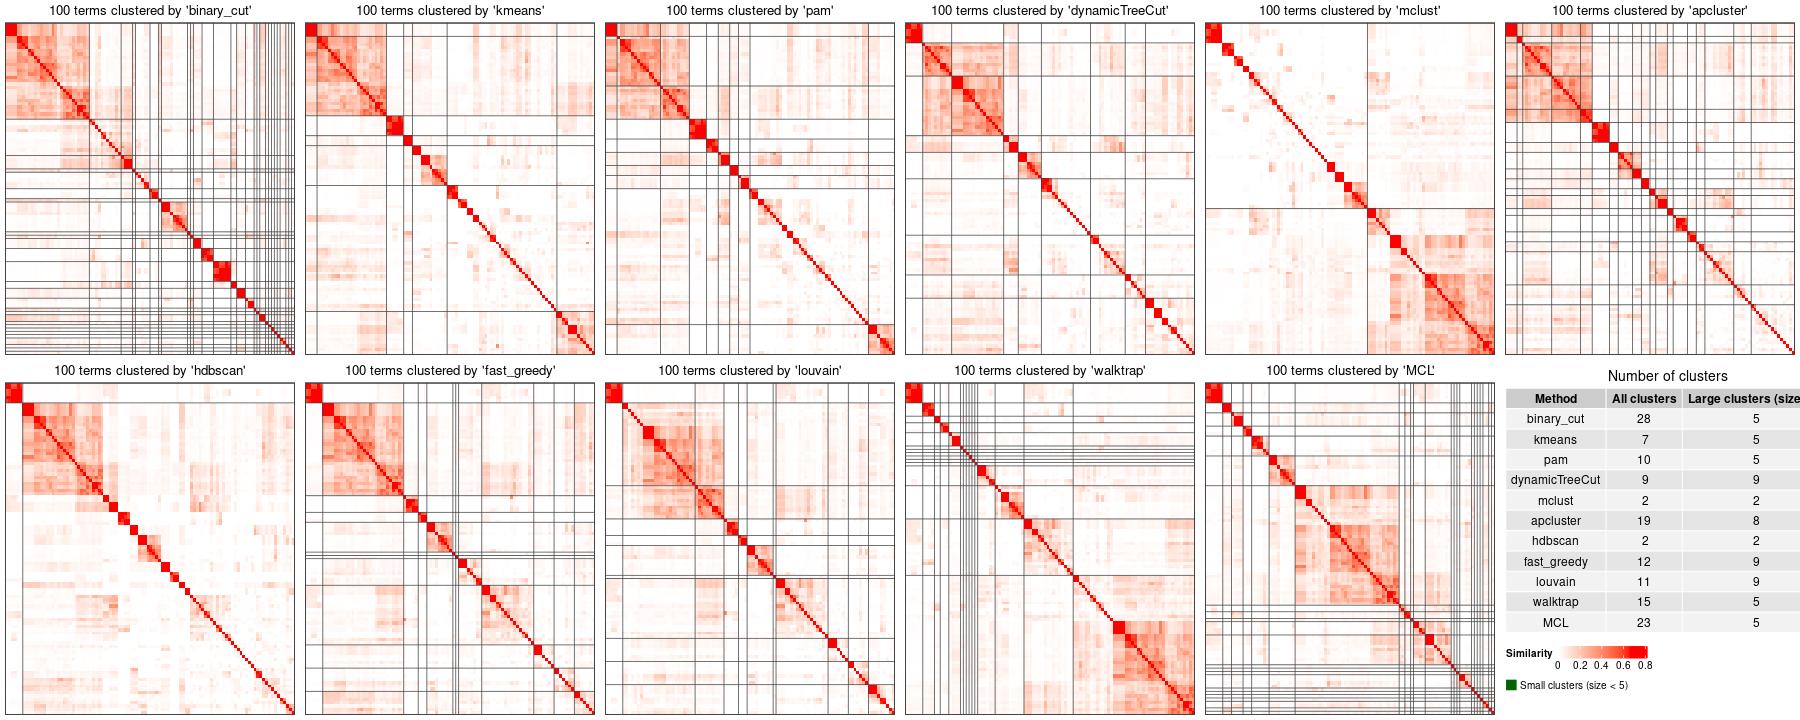 100 terms clustered by 'binary_cut'
100 terms clustered by 'kmeans'
100 terms clustered by 'pam'
100 terms clustered by 'dynamicTreeCut'
100 terms clustered by 'mclust'
100 terms clustered by 'apcluster'
100 terms clustered by 'hdbscan'
100 terms clustered by 'fast_greedy'
100 terms clustered by 'louvain'
100 terms clustered by 'walktrap'
100 terms clustered by 'MCL'
Number of clusters
Method All clusters Large clusters (size
binary_cut 28 5
kmeans 7 5
pam 10 5
dynamicTreeCut 9 9
mclust 2 2
apcluster 19 8
hdbscan 2 2
fast_greedy 12 9
louvain 11 9
walktrap 15 5
MCL 23 5
Similarity
0 0.2 0.4 0.6 0.8
Small clusters (size < 5)